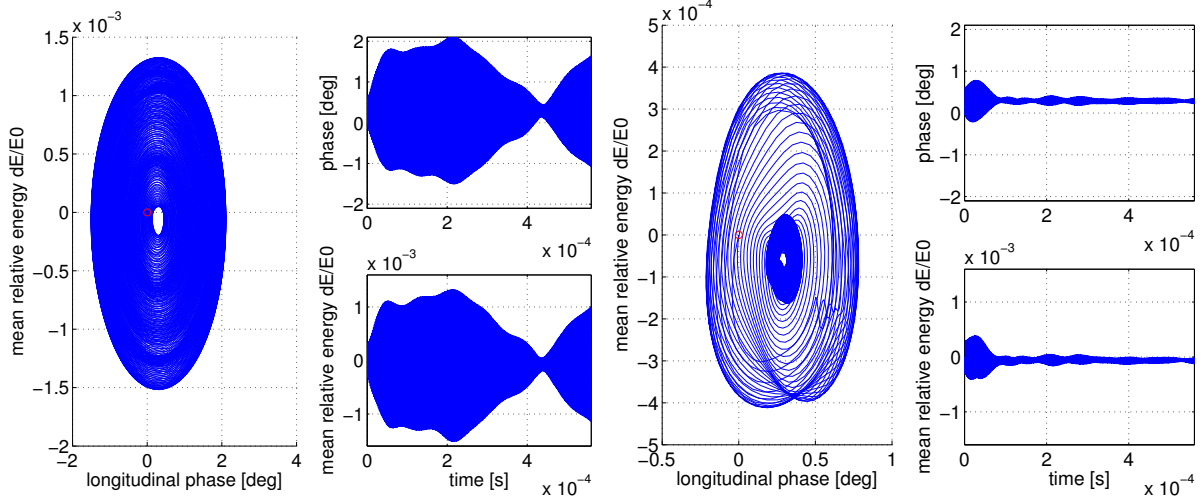 x 10⁻³
1.5
1
0.5
0
−0.5
−1
−1.5
−2
−2 0 2 4
mean relative energy dE/E0
longitudinal phase [deg]
2
1
0
−1
−2
0 2 4
x 10⁻⁴
phase [deg]
x 10⁻³
1
0
−1
0 2 4
mean relative energy dE/E0
time [s]
x 10⁻⁴
x 10⁻⁴
5
4
3
2
1
0
−1
−2
−3
−4
−5
−0.5 0 0.5 1
mean relative energy dE/E0
longitudinal phase [deg]
2
1
0
−1
−2
0 2 4
x 10⁻⁴
phase [deg]
x 10⁻³
1
0
−1
0 2 4
mean relative energy dE/E0
time [s]
x 10⁻⁴